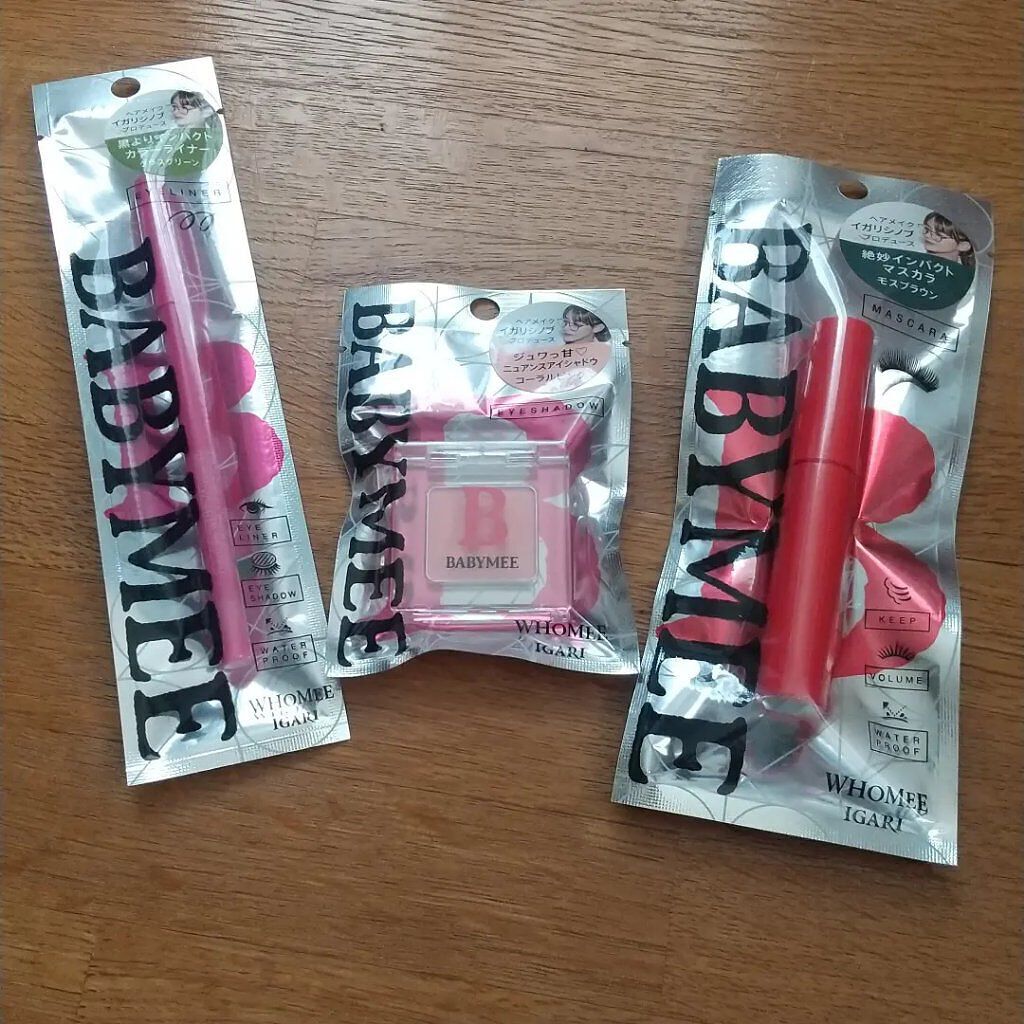 ヘアメイク
イガリシノブ
プロデュース
黒よりインパクト
カラーライナー
EYELINER
BABYMEE
EYE
LINER
EYE
SHADOW
WATER
PROOF
WHOMEE
IGARI
ヘアメイク
イガリシノブ
プロデュース
ジュワっ甘♡
ニュアンスアイシャドウ
コーラルピンク
EYESHADOW
BABYMEE
B
BABYMEE
WHOMEE
IGARI
ヘアメイク
イガリシノブ
プロデュース
絶妙インパクト
マスカラ
モスブラウン
MASCARA
BABYMEE
KEEP
VOLUME
WATER
PROOF
WHOMEE
IGARI